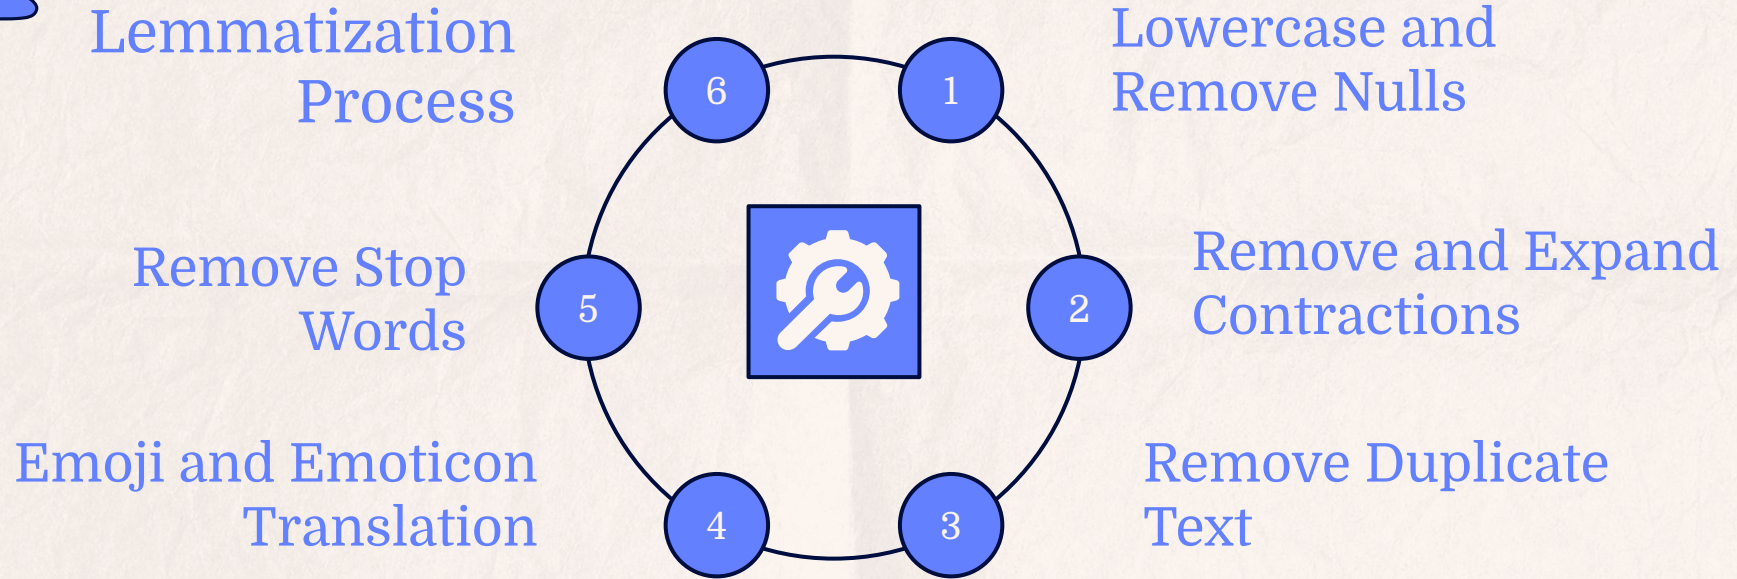 Lemmatization
Process
6
1
Lowercase and
Remove Nulls
Remove Stop
Words
5
2
Remove and Expand
Contractions
Emoji and Emoticon
Translation
4
3
Remove Duplicate
Text